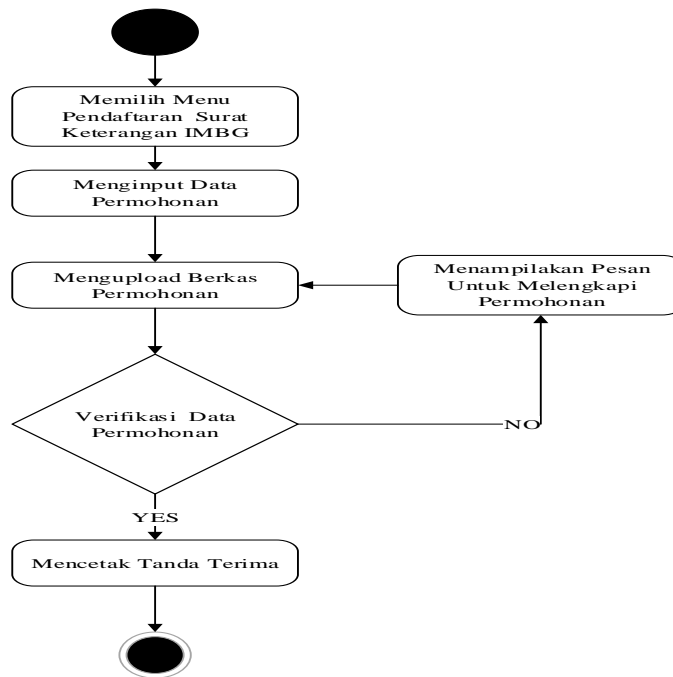 Memilih Menu
Pendaftaran Surat
Keterangan IMBG
Menginput Data
Permohonan
Mengupload Berkas
Permohonan
Menampilakan Pesan
Untuk Melengkapi
Permohonan
Verifikasi Data
Permohonan
NO
YES
Mencetak Tanda Terima